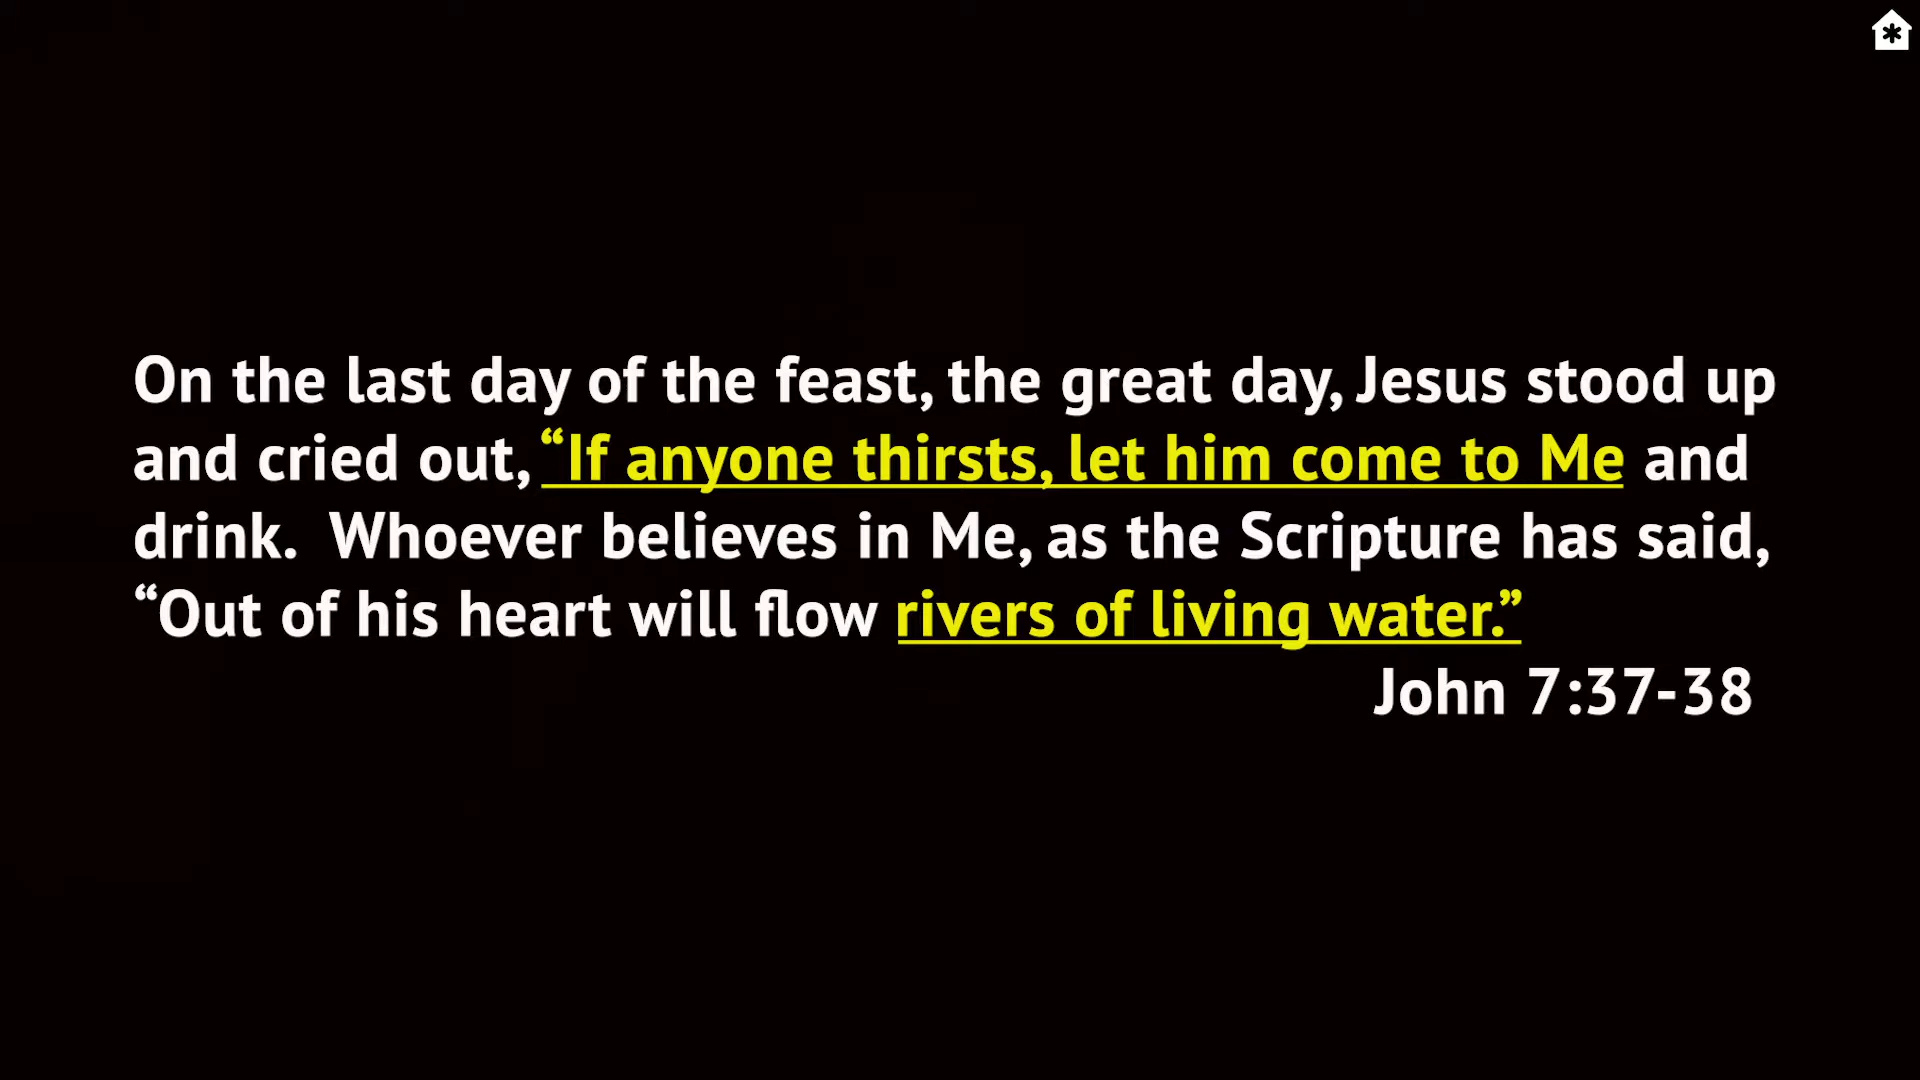 On the last day of the feast, the great day, Jesus stood up
and cried out, “If anyone thirsts, let him come to Me and
drink.  Whoever believes in Me, as the Scripture has said,
“Out of his heart will flow rivers of living water.”
John 7:37-38